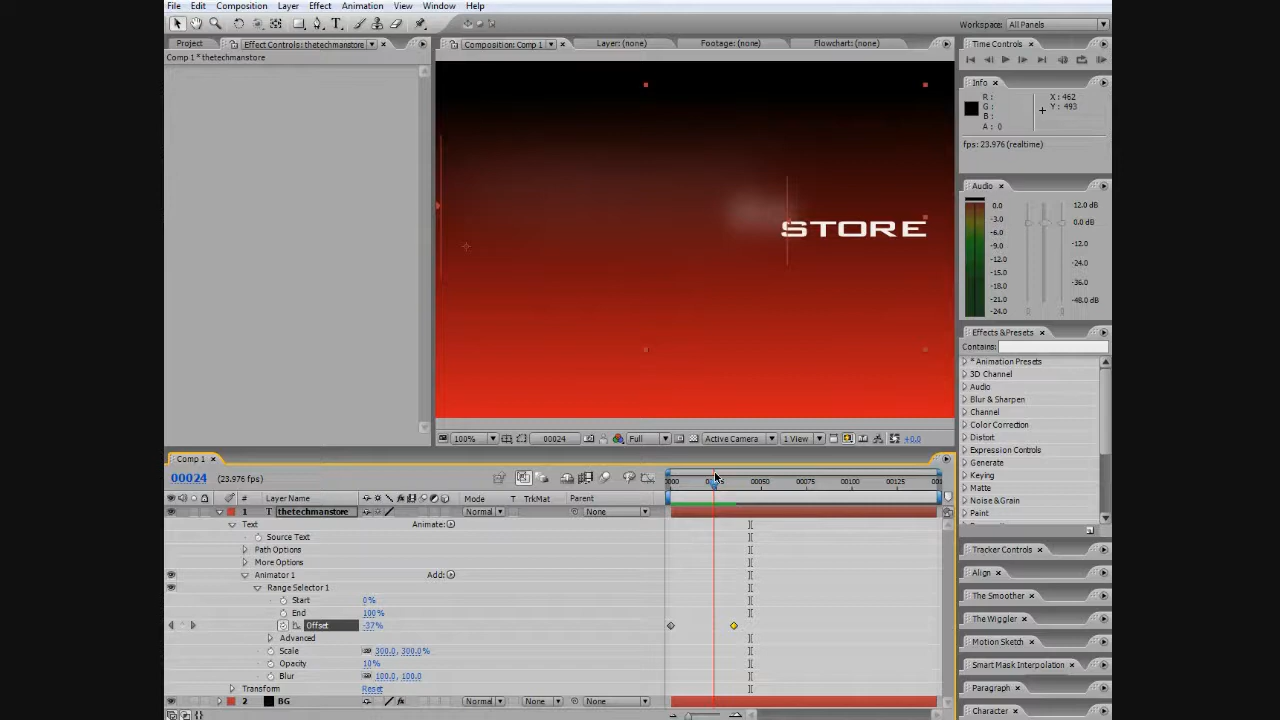 File Edit Composition Layer Effect Animation View Window Help
Workspace: All Panels
Project Effect Controls: thetechmanstore
Comp 1 * thetechmanstore
Composition: Comp 1 Layer: (none) Footage: (none) Flowchart: (none)
STORE
100% 00024 Full Active Camera 1 View +0.0
Time Controls
Info
R :
G :
B :
A : 0
X : 462
Y : 493
fps: 23.976 (realtime)
Audio
0.0
-3.0
-6.0
-9.0
-12.0
-15.0
-18.0
-21.0
-24.0
12.0 dB
0.0 dB
-12.0
-24.0
-36.0
-48.0 dB
Effects &Presets
Contains:
* Animation Presets
3D Channel
Audio
Blur & Sharpen
Channel
Color Correction
Distort
Expression Controls
Generate
Keying
Matte
Noise & Grain
Paint
Tracker Controls
Align
The Smoother
The Wiggler
Motion Sketch
Smart Mask Interpolation
Paragraph
Character
Comp 1
00024 (23.976 fps)
00050 00075 00100 00125
# Layer Name Mode T TrkMat Parent
1 T thetechmanstore Normal None
Text Animate:
Source Text
Path Options
More Options
Animator 1 Add:
Range Selector 1
Start 0%
End 100%
Offset -37%
Advanced
Scale 300.0, 300.0%
Opacity 10%
Blur 100.0, 100.0
Transform Reset
2 BG Normal None None